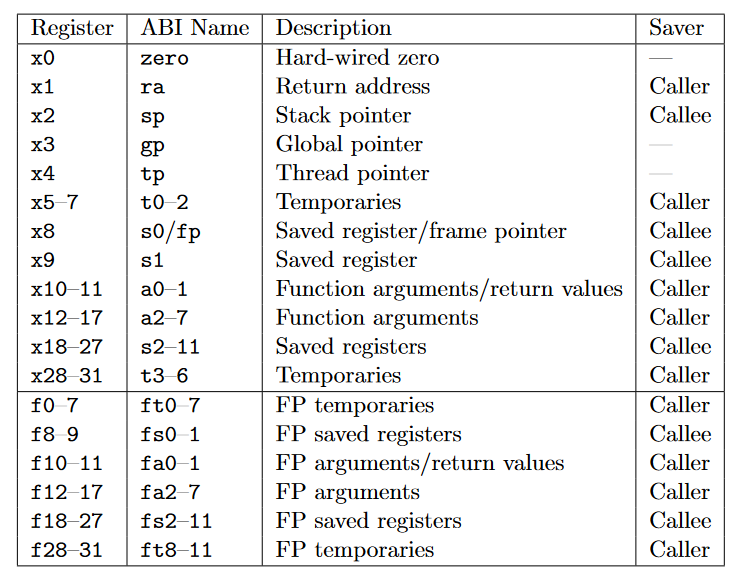 Register ABI Name Description Saver
x0 zero Hard-wired zero —
x1 ra Return address Caller
x2 sp Stack pointer Callee
x3 gp Global pointer —
x4 tp Thread pointer —
x5–7 t0–2 Temporaries Caller
x8 s0/fp Saved register/frame pointer Callee
x9 s1 Saved register Callee
x10–11 a0–1 Function arguments/return values Caller
x12–17 a2–7 Function arguments Caller
x18–27 s2–11 Saved registers Callee
x28–31 t3–6 Temporaries Caller
f0–7 ft0–7 FP temporaries Caller
f8–9 fs0–1 FP saved registers Callee
f10–11 fa0–1 FP arguments/return values Caller
f12–17 fa2–7 FP arguments Caller
f18–27 fs2–11 FP saved registers Callee
f28–31 ft8–11 FP temporaries Caller